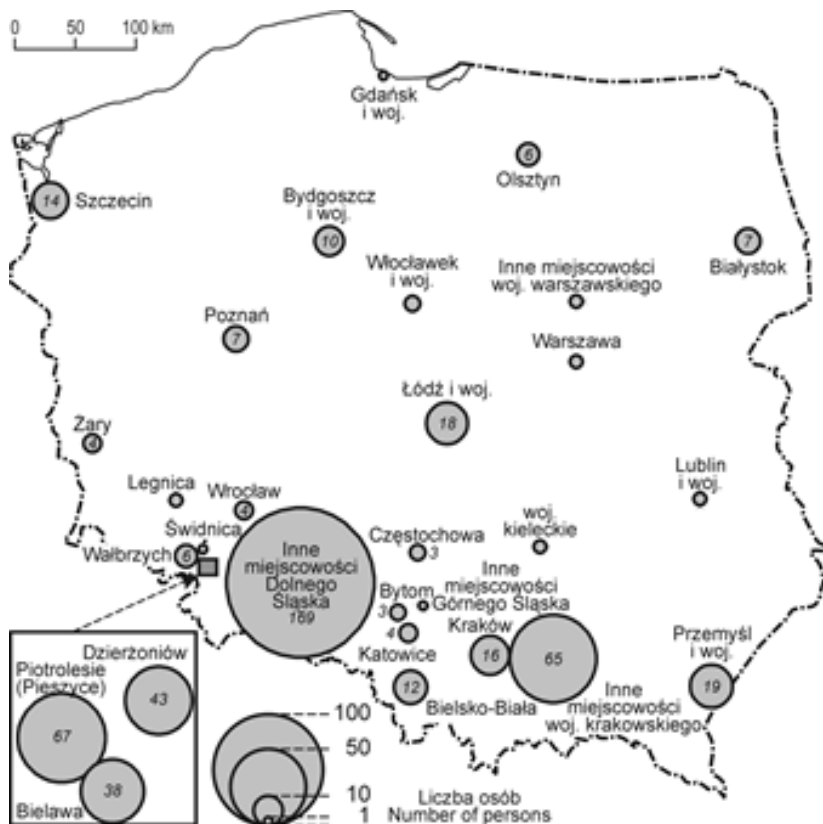 0 50 100 km
Gdańsk
i woj.
6
Olsztyn
14 Szczecin
Bydgoszcz
i woj.
10
7
Białystok
Włocławek
i woj.
Inne miejscowości
woj. warszawskiego
Poznań
7
Warszawa
Łódź i woj.
18
Żary
4
Legnica
Wrocław
4
Lublin
i woj.
Świdnica
Wałbrzych 6
Inne
miejscowości
Dolnego
Śląska
169
Częstochowa
3
woj.
kieleckie
Inne
miejscowości
Górnego Śląska
Bytom
3
4
Katowice
Kraków
16
65
Przemyśl
i woj.
19
12
Bielsko-Biała
Inne
miejscowości
woj. krakowskiego
Dzierżoniów
43
Piotrolesie
(Pieszyce)
67
38
Bielawa
100
50
10
1
Liczba osób
Number of persons